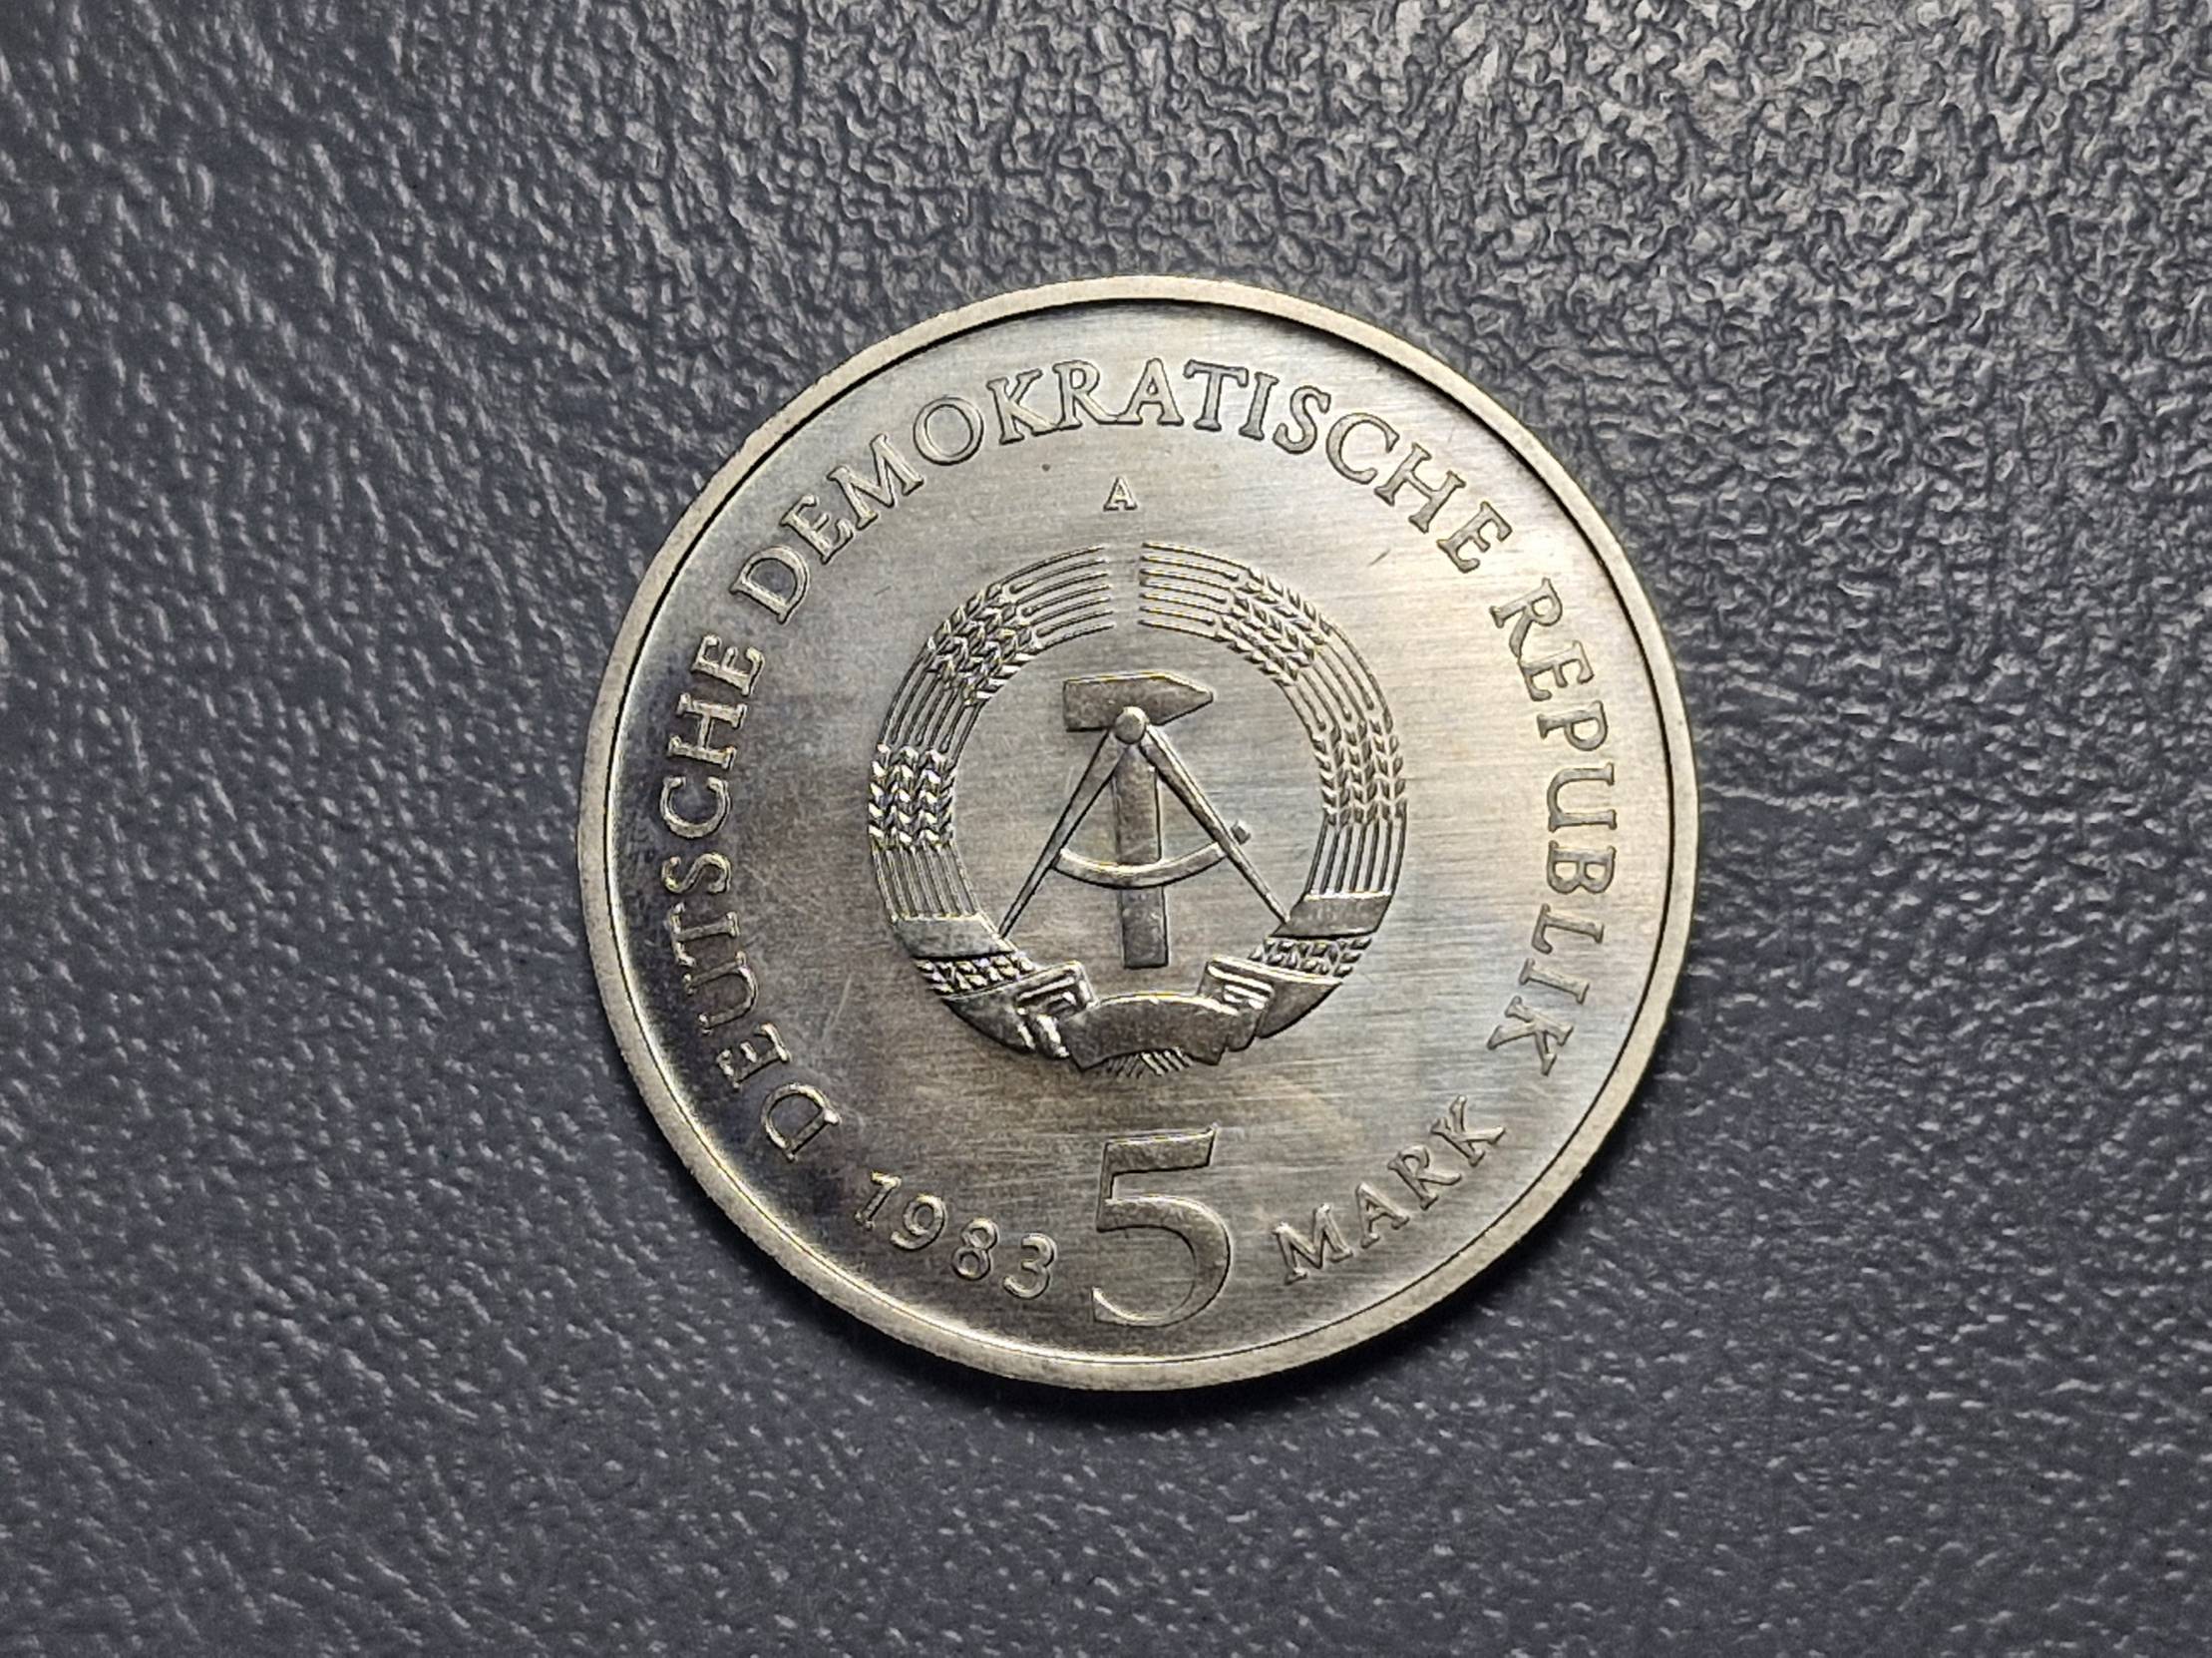 DEUTSCHE DEMOKRATISCHE REPUBLIK
A
1983 5 MARK